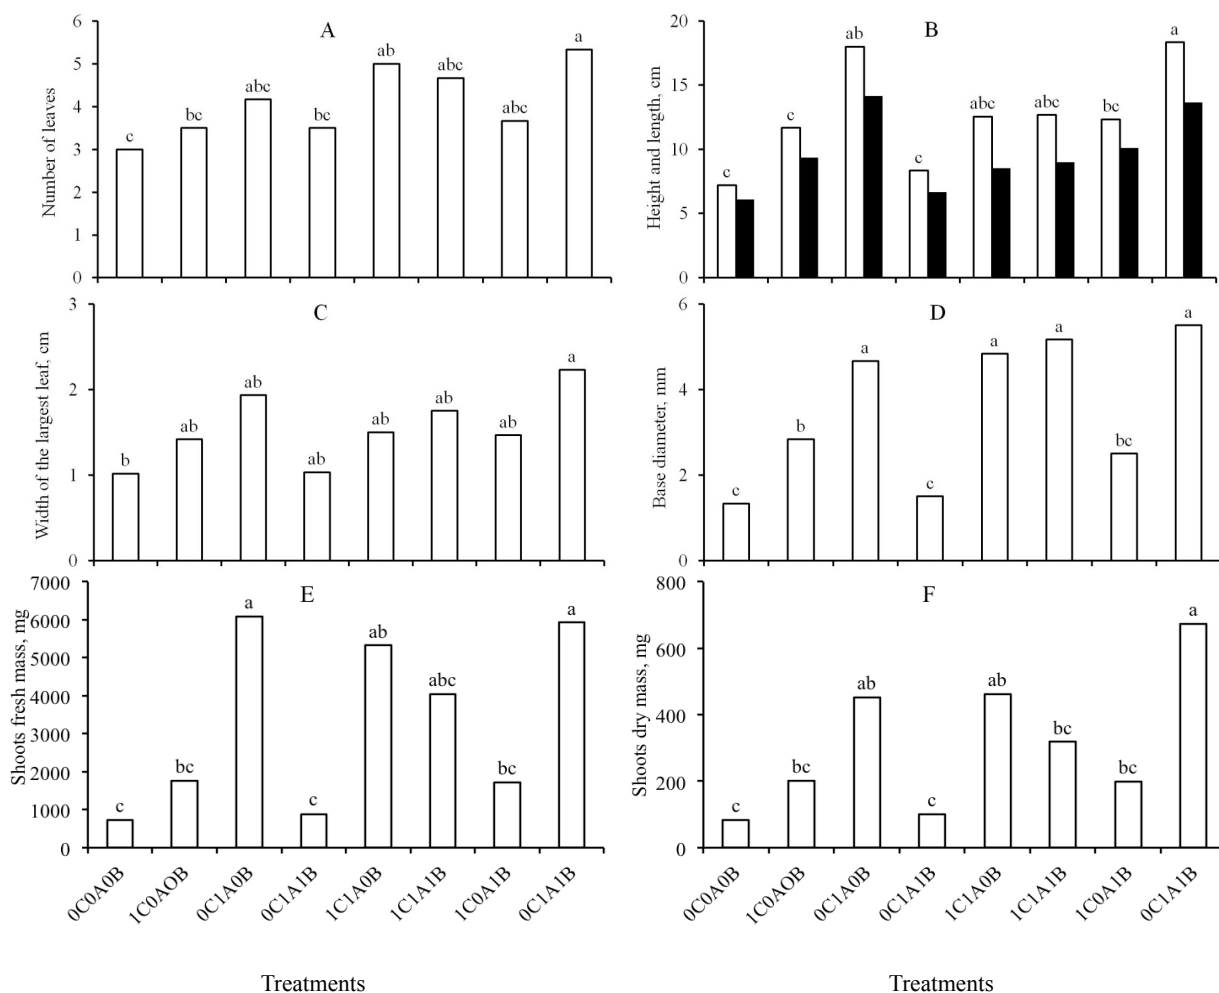 A
Number of leaves
6
5
4
3
2
1
0
c
bc
abc
bc
ab
abc
abc
a
B
Height and length, cm
20
15
10
5
0
c
c
ab
c
abc
abc
bc
a
C
Width of the largest leaf, cm
3
2
1
0
b
ab
ab
ab
ab
ab
ab
a
D
Base diameter, mm
6
4
2
0
c
b
a
c
a
a
bc
a
E
Shoots fresh mass, mg
7000
6000
5000
4000
3000
2000
1000
0
c
bc
a
c
ab
abc
bc
a
0C0A0B
1C0AOB
0C1A0B
0C1A1B
1C1A0B
1C1A1B
1C0A1B
0C1A1B
Treatments
F
Shoots dry mass, mg
800
600
400
200
0
c
bc
ab
c
ab
bc
bc
a
0C0A0B
1C0AOB
0C1A0B
0C1A1B
1C1A0B
1C1A1B
1C0A1B
0C1A1B
Treatments